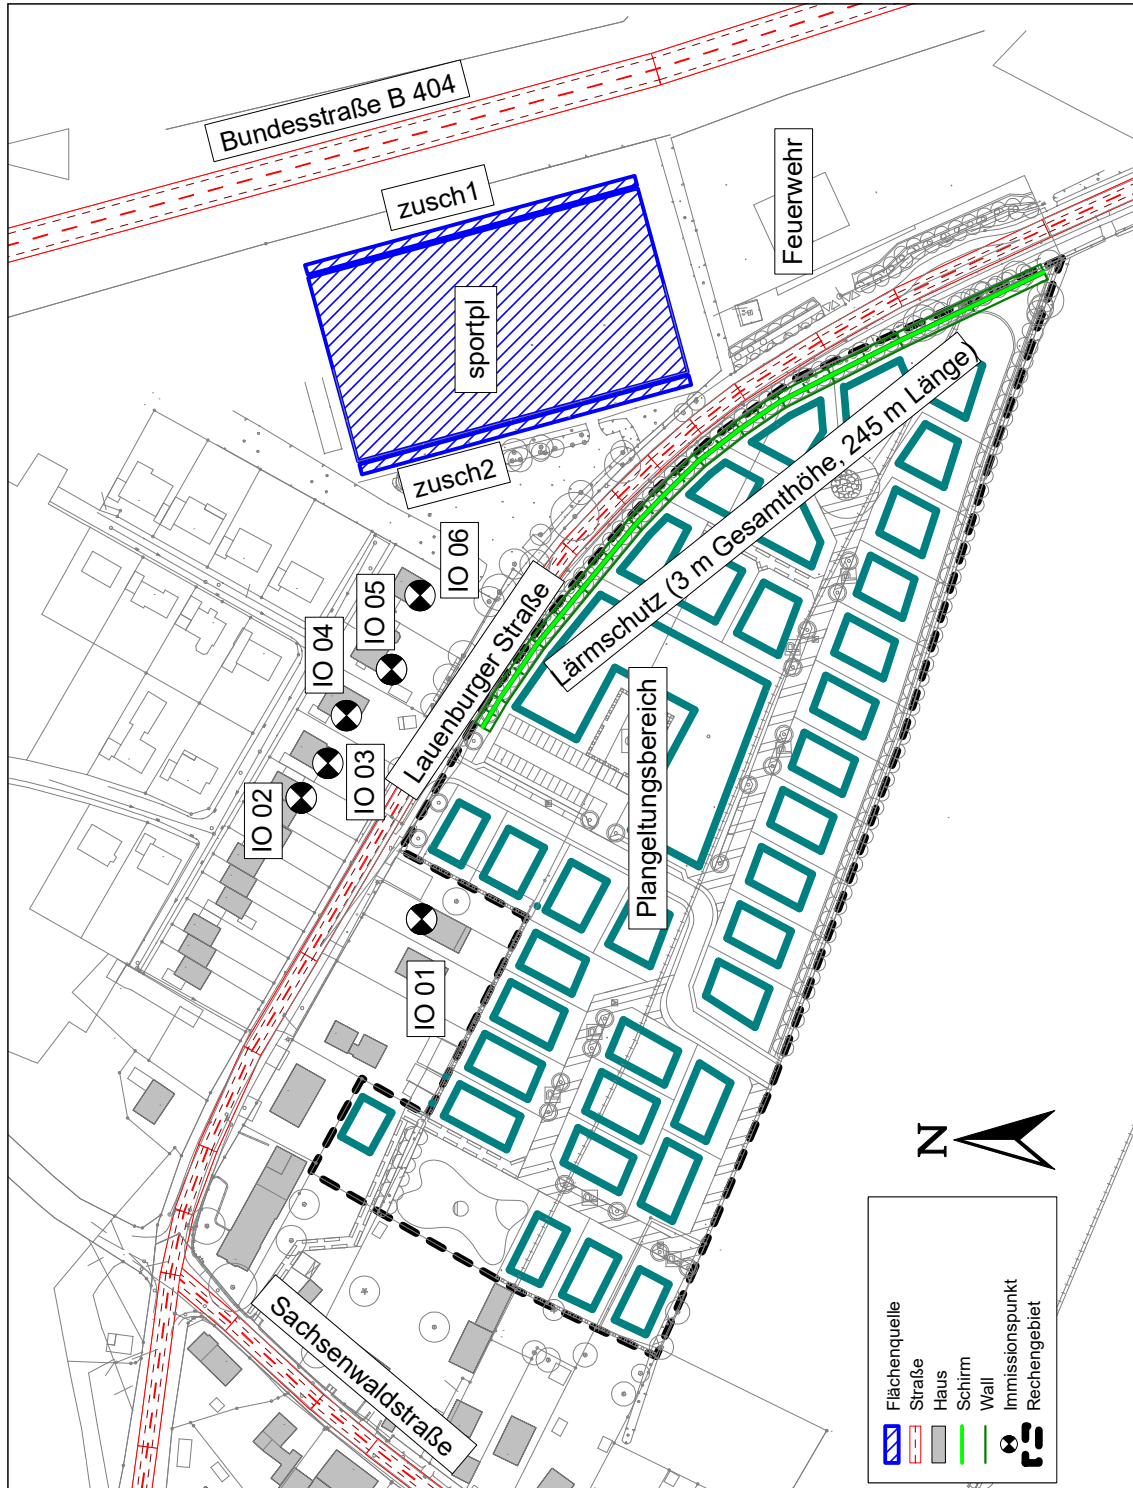 Bundesstraße B 404
zusch1
sportpl
zusch2
Feuerwehr
IO 06
IO 05
IO 04
IO 03
IO 02
IO 01
Lauenburger Straße
Lärmschutz (3 m Gesamthöhe, 245 m Länge)
Plangeltungsbereich
Sachsenwaldstraße
N
Flächenquelle
Straße
Haus
Schirm
Wall
Immissionspunkt
Rechengebiet